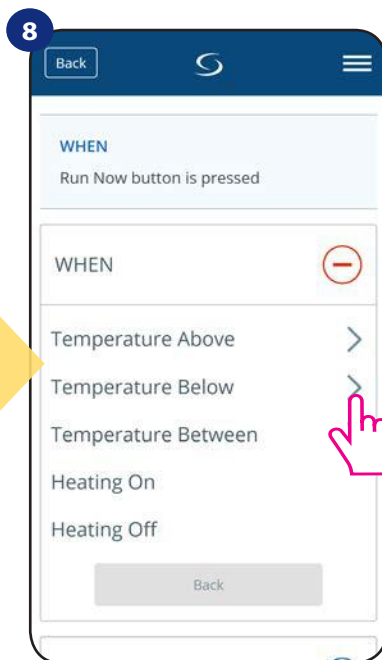 8
Back
WHEN
Run Now button is pressed
WHEN
Temperature Above
Temperature Below
Temperature Between
Heating On
Heating Off
Back